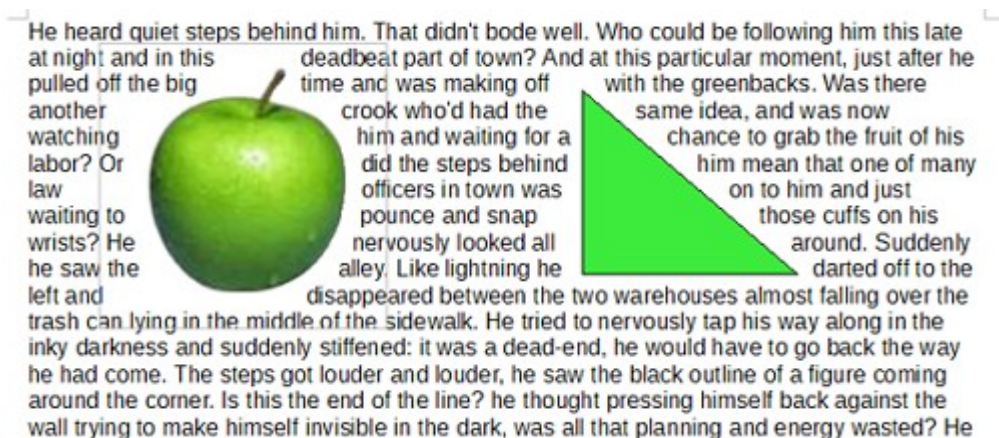 He heard quiet steps behind him. That didn't bode well. Who could be following him this late
at night and in this deadbeat part of town? And at this particular moment, just after he
pulled off the big time and was making off with the greenbacks. Was there
another crook who'd had the same idea, and was now
watching him and waiting for a chance to grab the fruit of his
labor? Or did the steps behind him mean that one of many
law officers in town was on to him and just
waiting to pounce and snap those cuffs on his
wrists? He nervously looked all around. Suddenly
he saw the alley. Like lightning he darted off to the
left and disappeared between the two warehouses almost falling over the
trash can lying in the middle of the sidewalk. He tried to nervously tap his way along in the
inky darkness and suddenly stiffened: it was a dead-end, he would have to go back the way
he had come. The steps got louder and louder, he saw the black outline of a figure coming
around the corner. Is this the end of the line? he thought pressing himself back against the
wall trying to make himself invisible in the dark, was all that planning and energy wasted? He